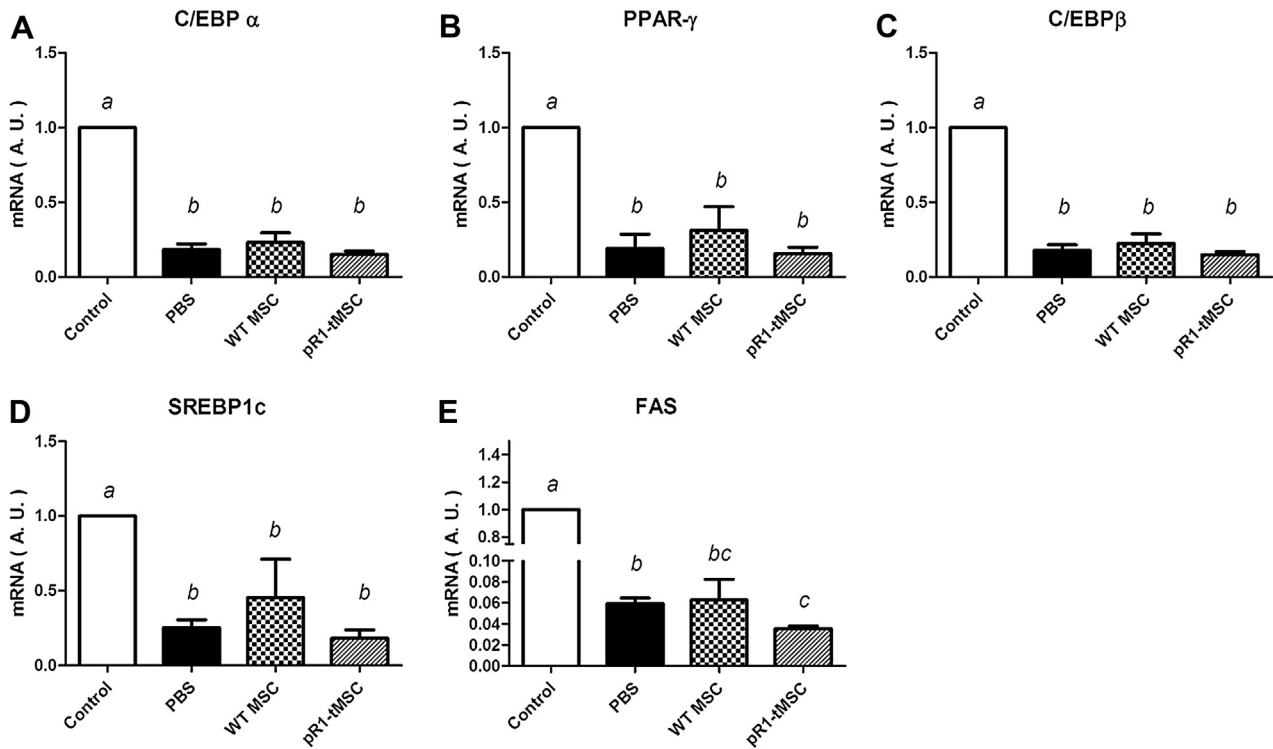 A
C/EBP α
mRNA ( A. U. )
1.5
1.0
0.5
0.0
a
b
b
b
Control
PBS
WT MSC
pR1-tMSC
B
PPAR-γ
mRNA ( A. U. )
1.5
1.0
0.5
0.0
a
b
b
b
Control
PBS
WT MSC
pR1-tMSC
C
C/EBPβ
mRNA ( A. U. )
1.5
1.0
0.5
0.0
a
b
b
b
Control
PBS
WT MSC
pR1-tMSC
D
SREBP1c
mRNA ( A. U. )
1.5
1.0
0.5
0.0
a
b
b
b
Control
PBS
WT MSC
pR1-tMSC
E
FAS
mRNA ( A. U. )
1.4
1.2
1.0
0.8
0.10
0.08
0.06
0.04
0.02
0.00
a
b
bc
c
Control
PBS
WT MSC
pR1-tMSC